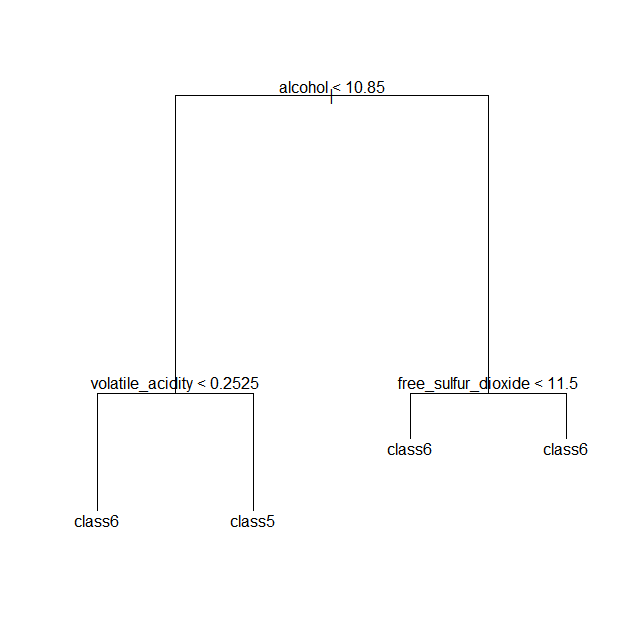 alcohol < 10.85
volatile_acidity < 0.2525
free_sulfur_dioxide < 11.5
class6
class6
class6
class5